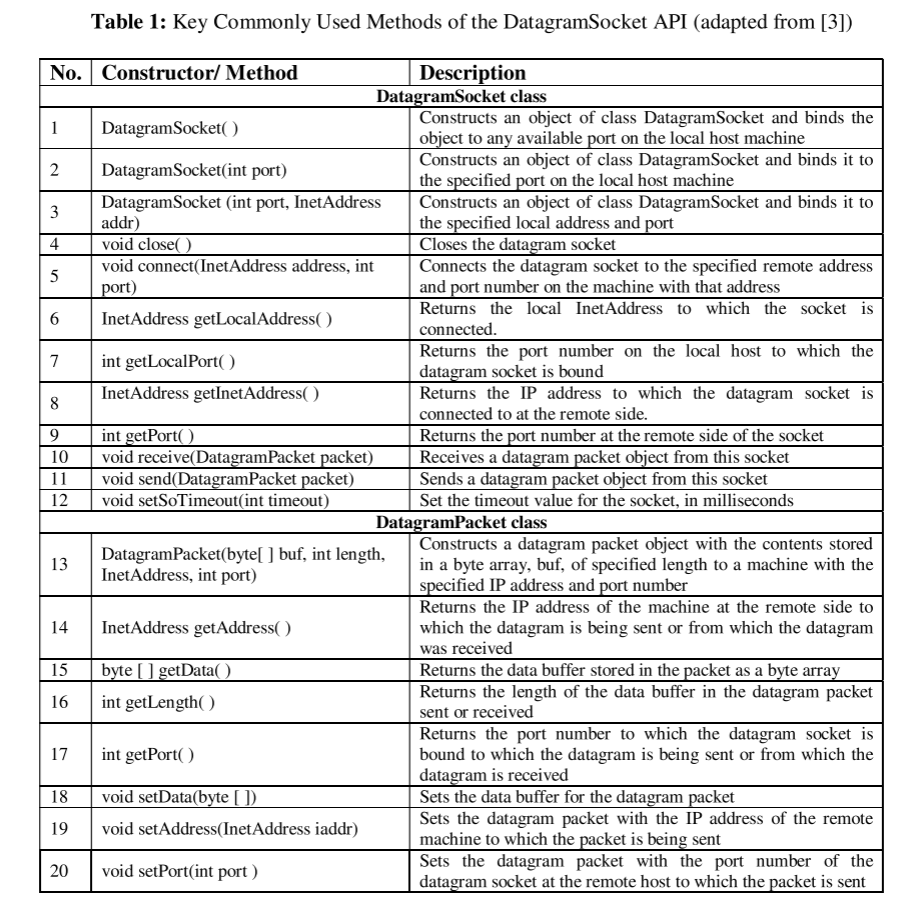 Table 1: Key Commonly Used Methods of the DatagramSocket API (adapted from [3])
No. Constructor/ Method Description
DatagramSocket class
1 DatagramSocket( ) Constructs an object of class DatagramSocket and binds the
object to any available port on the local host machine
2 DatagramSocket(int port) Constructs an object of class DatagramSocket and binds it to
the specified port on the local host machine
3 DatagramSocket (int port, InetAddress
addr) Constructs an object of class DatagramSocket and binds it to
the specified local address and port
4 void close( ) Closes the datagram socket
5 void connect(InetAddress address, int
port) Connects the datagram socket to the specified remote address
and port number on the machine with that address
6 InetAddress getLocalAddress( ) Returns the local InetAddress to which the socket is
connected.
7 int getLocalPort( ) Returns the port number on the local host to which the
datagram socket is bound
8 InetAddress getInetAddress( ) Returns the IP address to which the datagram socket is
connected to at the remote side.
9 int getPort( ) Returns the port number at the remote side of the socket
10 void receive(DatagramPacket packet) Receives a datagram packet object from this socket
11 void send(DatagramPacket packet) Sends a datagram packet object from this socket
12 void setSoTimeout(int timeout) Set the timeout value for the socket, in milliseconds
DatagramPacket class
13 DatagramPacket(byte[ ] buf, int length,
InetAddress, int port) Constructs a datagram packet object with the contents stored
in a byte array, buf, of specified length to a machine with the
specified IP address and port number
14 InetAddress getAddress( ) Returns the IP address of the machine at the remote side to
which the datagram is being sent or from which the datagram
was received
15 byte [ ] getData( ) Returns the data buffer stored in the packet as a byte array
16 int getLength( ) Returns the length of the data buffer in the datagram packet
sent or received
17 int getPort( ) Returns the port number to which the datagram socket is
bound to which the datagram is being sent or from which the
datagram is received
18 void setData(byte [ ]) Sets the data buffer for the datagram packet
19 void setAddress(InetAddress iaddr) Sets the datagram packet with the IP address of the remote
machine to which the packet is being sent
20 void setPort(int port ) Sets the datagram packet with the port number of the
datagram socket at the remote host to which the packet is sent